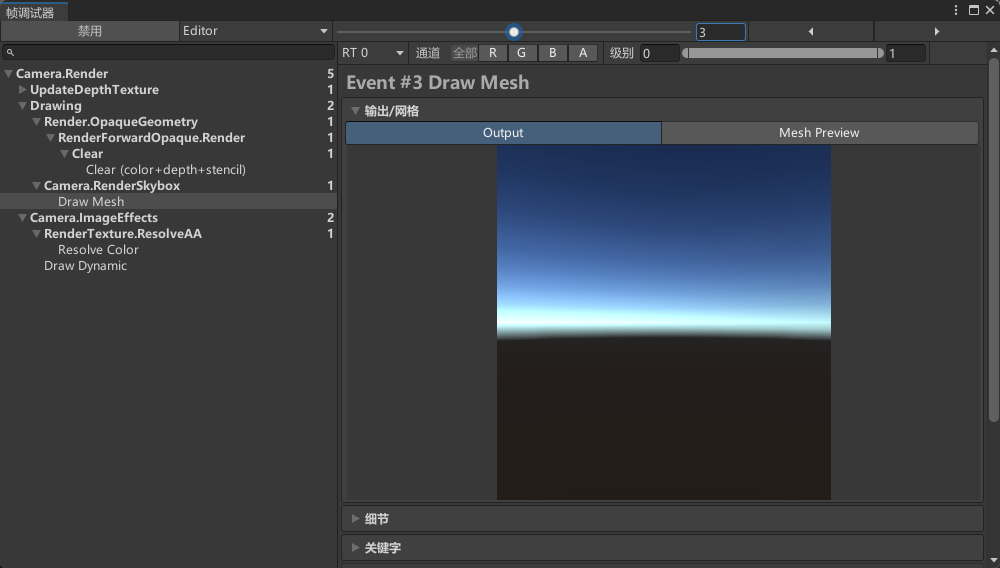 帧调试器
禁用 Editor 3
RT 0 通道 全部 R G B A 级别 0 1
Camera.Render 5
UpdateDepthTexture 1
Drawing 2
Render.OpaqueGeometry 1
RenderForwardOpaque.Render 1
Clear 1
Clear (color+depth+stencil)
Camera.RenderSkybox 1
Draw Mesh
Camera.ImageEffects 2
RenderTexture.ResolveAA 1
Resolve Color
Draw Dynamic
Event #3 Draw Mesh
输出/网格
Output Mesh Preview
细节
关键字